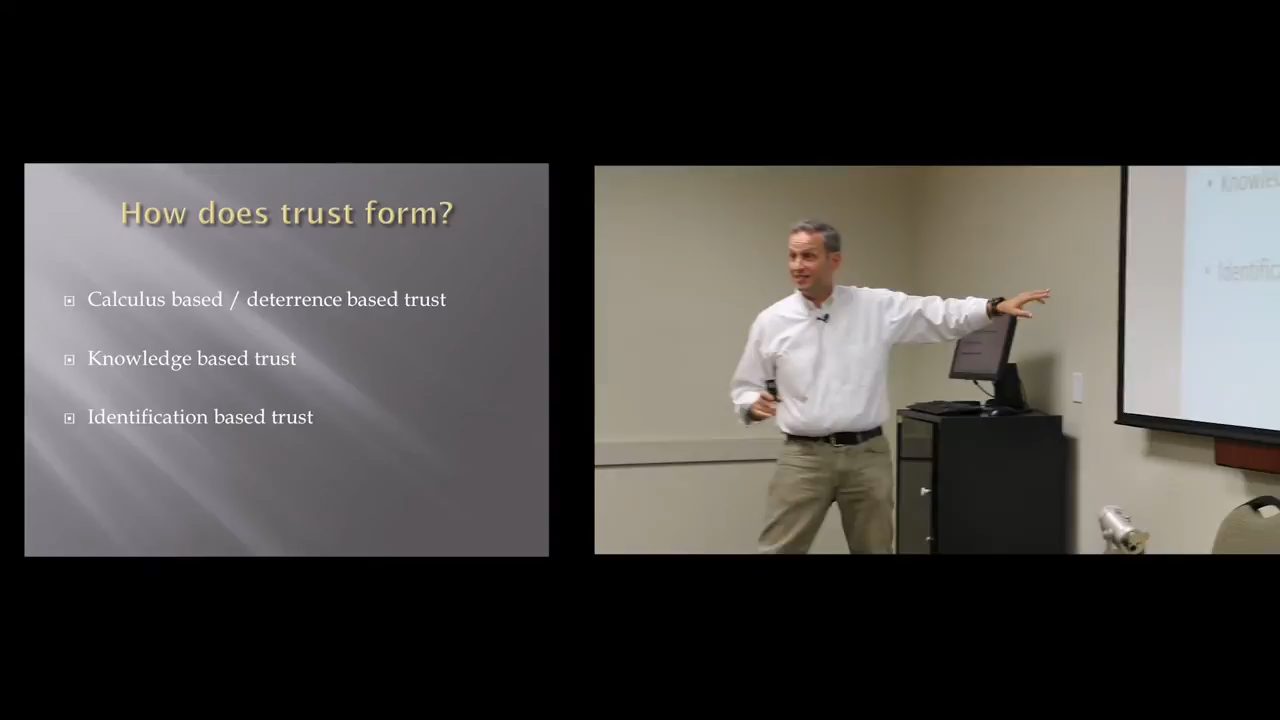 How does trust form?
Calculus based / deterrence based trust
Knowledge based trust
Identification based trust